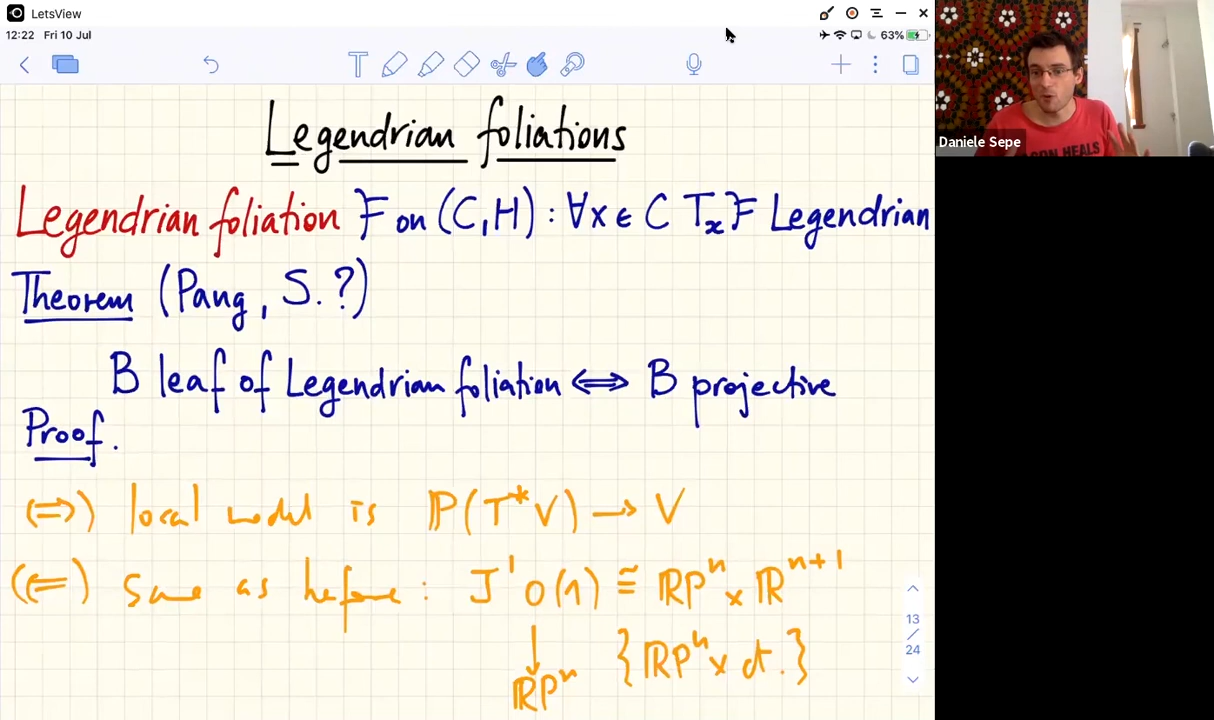 LetsView
12:22 Fri 10 Jul
63%
Legendrian foliations
Daniele Sepe
Legendrian foliation F on (C, H) : ∀x ∈ C TₓF Legendrian
Theorem (Pang, S.?)
B leaf of Legendrian foliation ⟺ B projective
Proof.
(⟹) local model is ℙ(T*V) → V
(⟸) same as before : J¹O(1) ≅ ℝPⁿ × ℝⁿ⁺¹
↓
ℝPⁿ {ℝPⁿ × ct.}
13
/
24